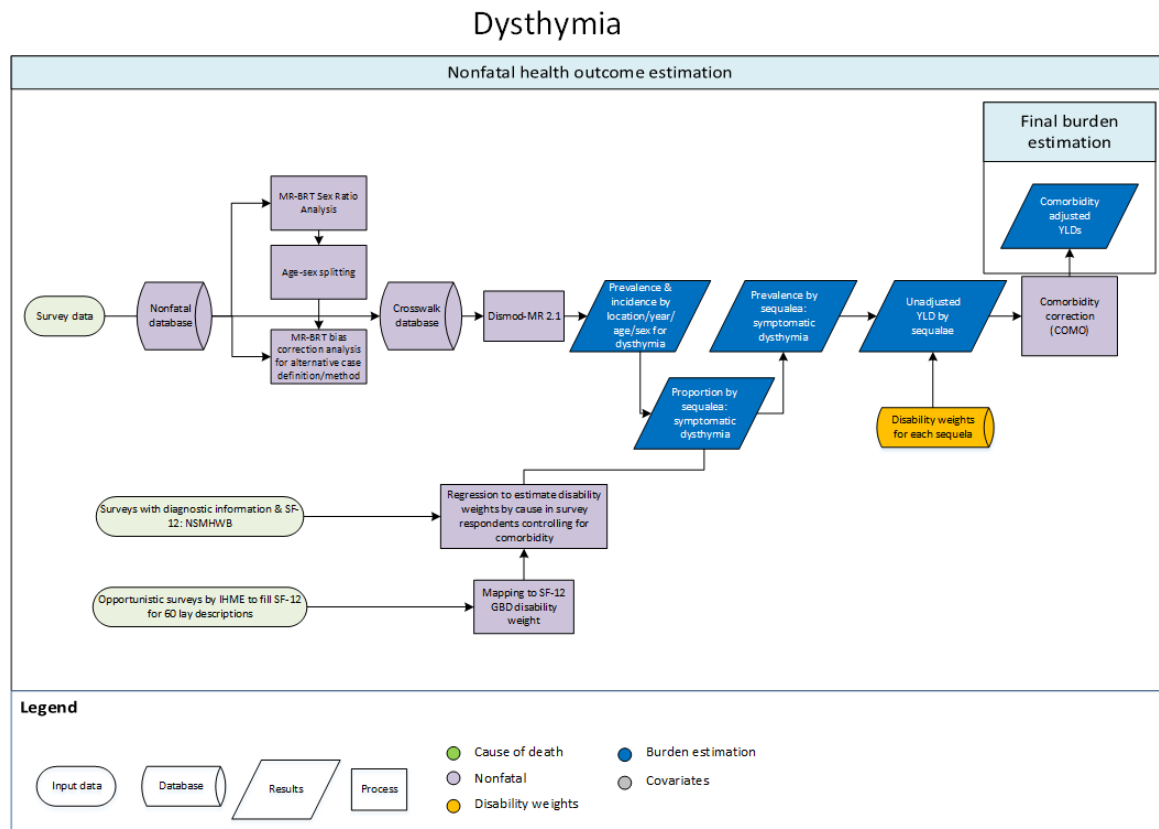 Dysthymia
Nonfatal health outcome estimation
Final burden
estimation
MR-BRT Sex Ratio
Analysis
Comorbidity
adjusted
YLDs
Age-sex splitting
Survey data
Nonfatal
database
Crosswalk
database
Dismod-MR 2.1
Prevalence &
incidence by
location/year/
age/sex for
dysthymia
Prevalence by
sequelea:
symptomatic
dysthymia
Unadjusted
YLD by
sequelae
Comorbidity
correction
(COMO)
MR-BRT bias
correction analysis
for alternative case
definition/method
Proportion by
sequalea:
symptomatic
dysthymia
Disability weights
for each sequela
Surveys with diagnostic information & SF-
12: NSMHWB
Regression to estimate disability
weights by cause in survey
respondents controlling for
comorbidity
Opportunistic surveys by IHME to fill SF-12
for 60 lay descriptions
Mapping to SF-12
GBD disability
weight
Legend
Input data
Database
Results
Process
Cause of death
Nonfatal
Disability weights
Burden estimation
Covariates